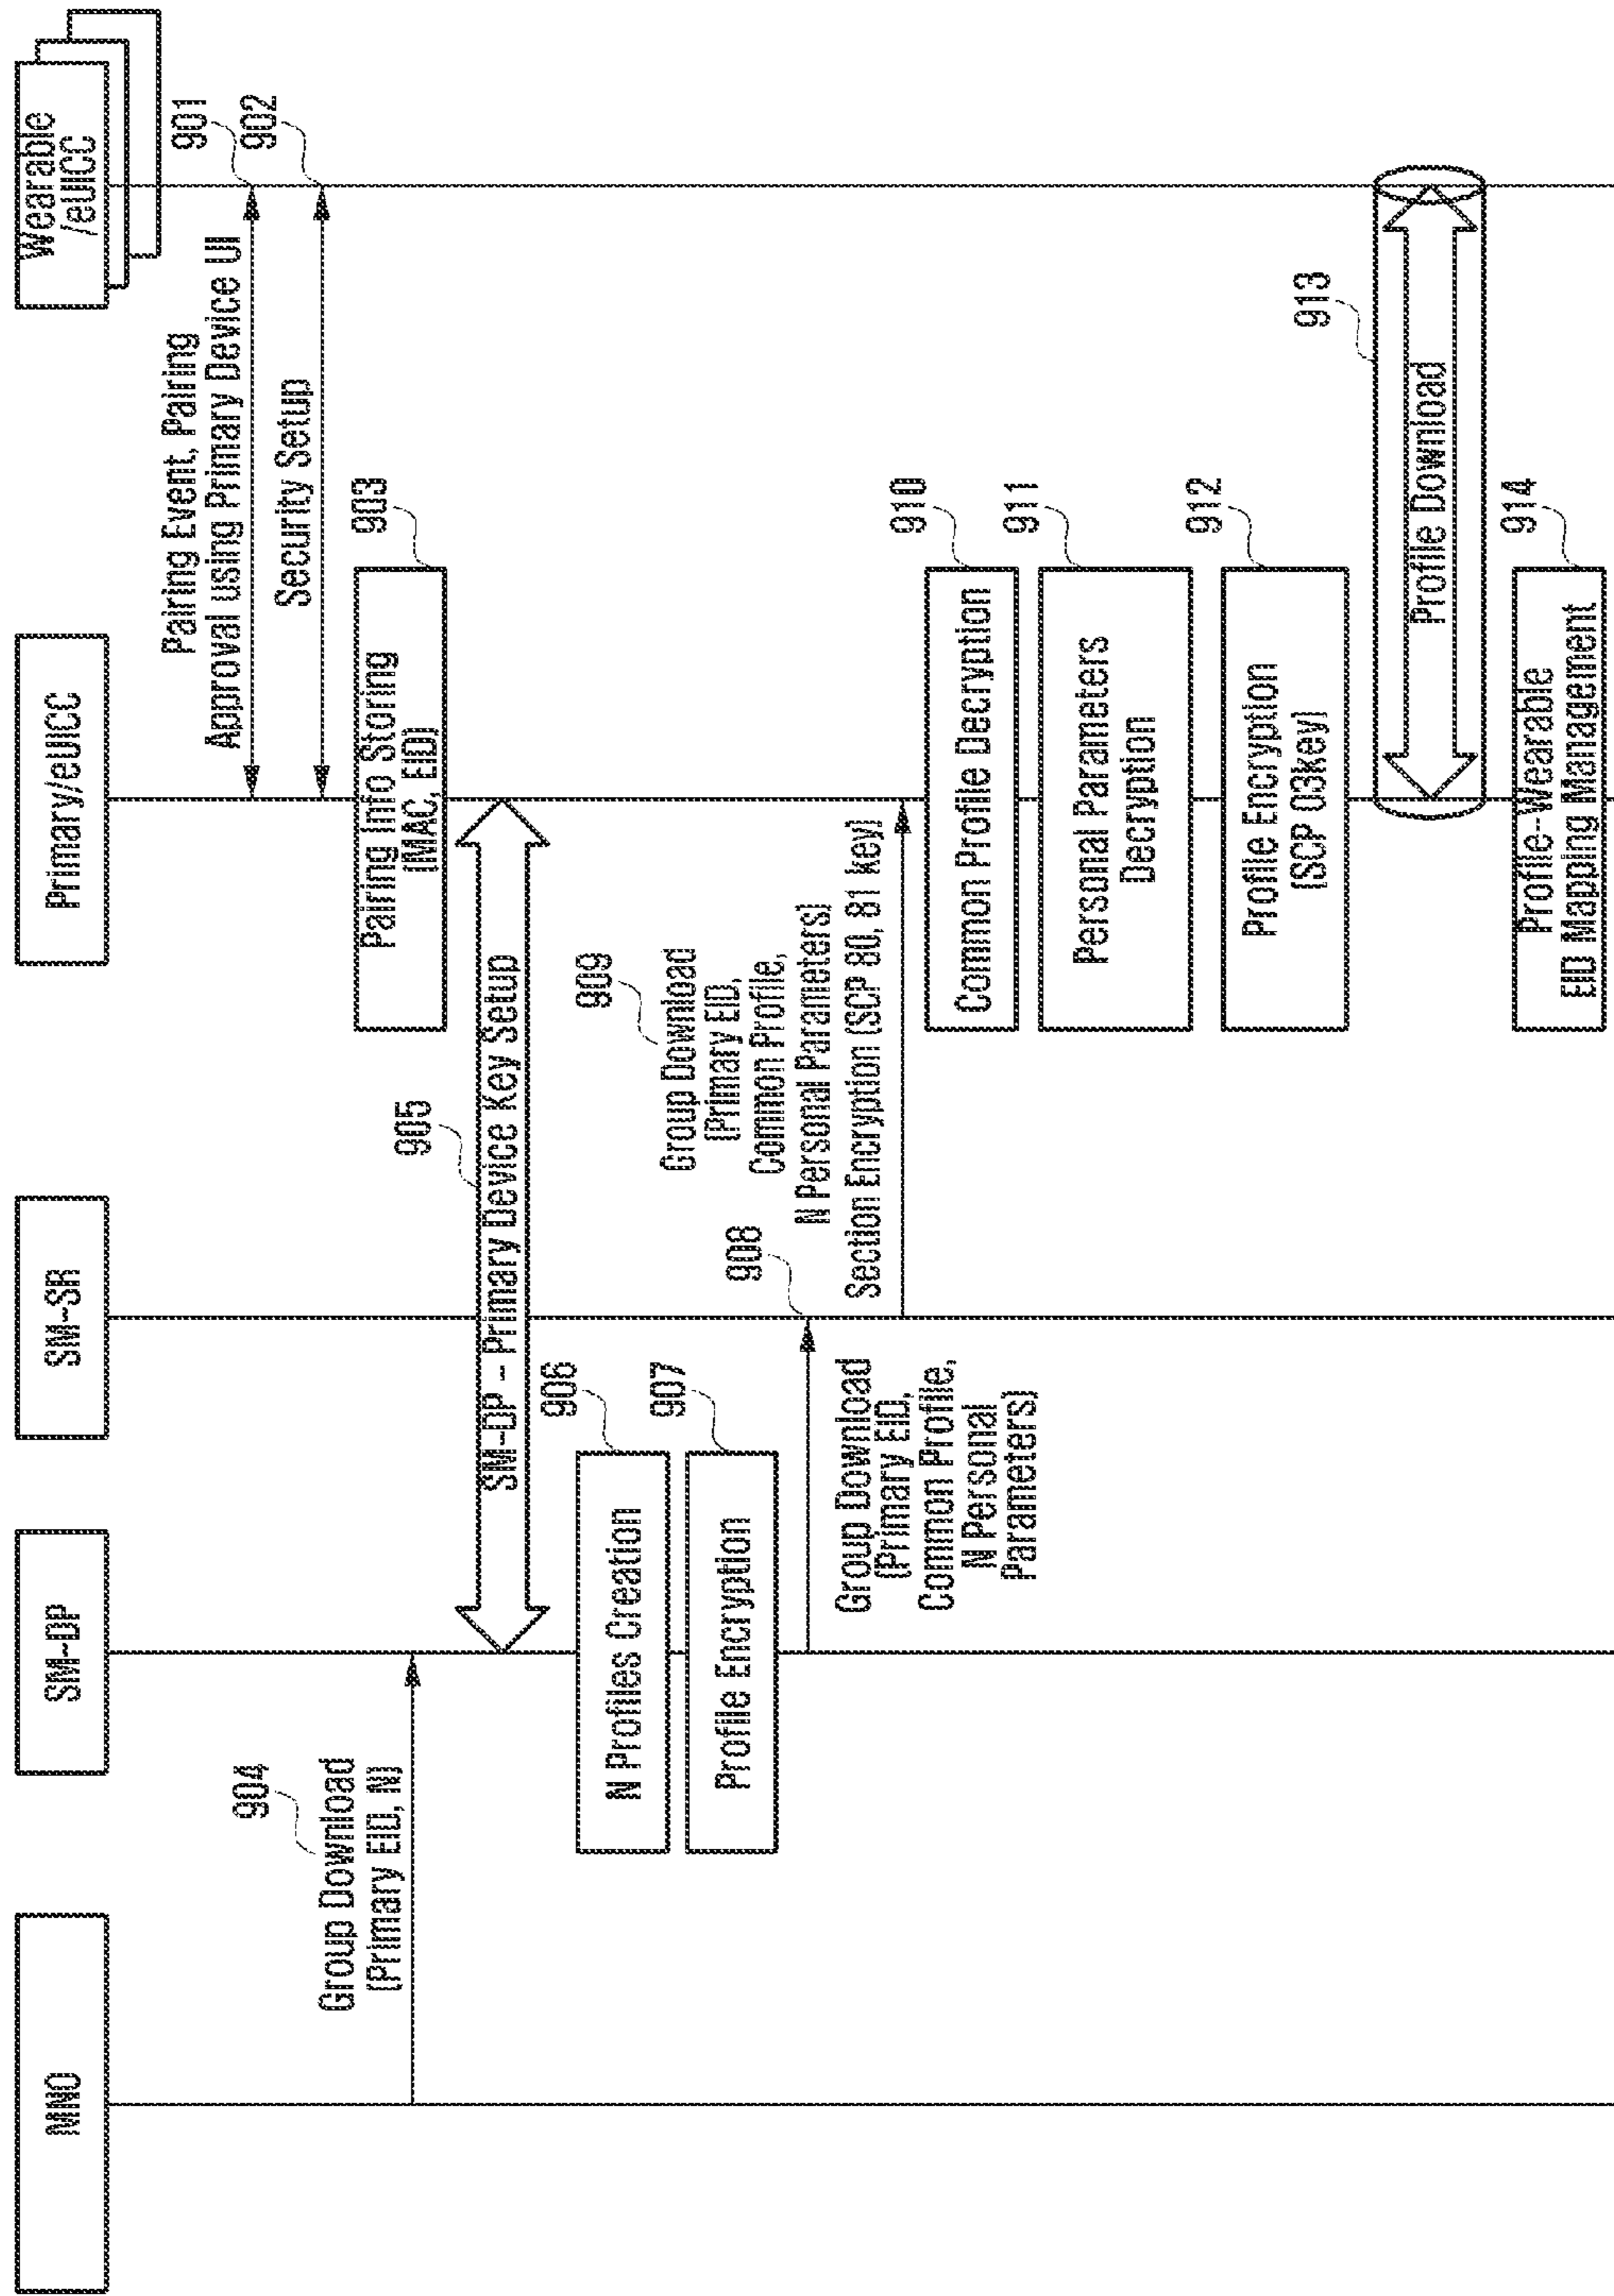 MNO
SM-DP
SM-SR
Primary/eUICC
Wearable
/eUICC
Pairing Event, Pairing
Approval using Primary Device UI
901
Security Setup
902
Pairing Info Storing
(MAC, EID)
903
Group Download
(Primary EID, N)
904
SM-DP - Primary Device Key Setup
905
N Profiles Creation
906
Profile Encryption
907
Group Download
(Primary EID,
Common Profile,
N Personal
Parameters)
908
Group Download
(Primary EID,
Common Profile,
N Personal Parameters)
Section Encryption (SCP 80, 81 key)
909
Common Profile Decryption
910
Personal Parameters
Decryption
911
Profile Encryption
(SCP 03key)
912
Profile Download
913
Profile-Wearable
EID Mapping Management
914